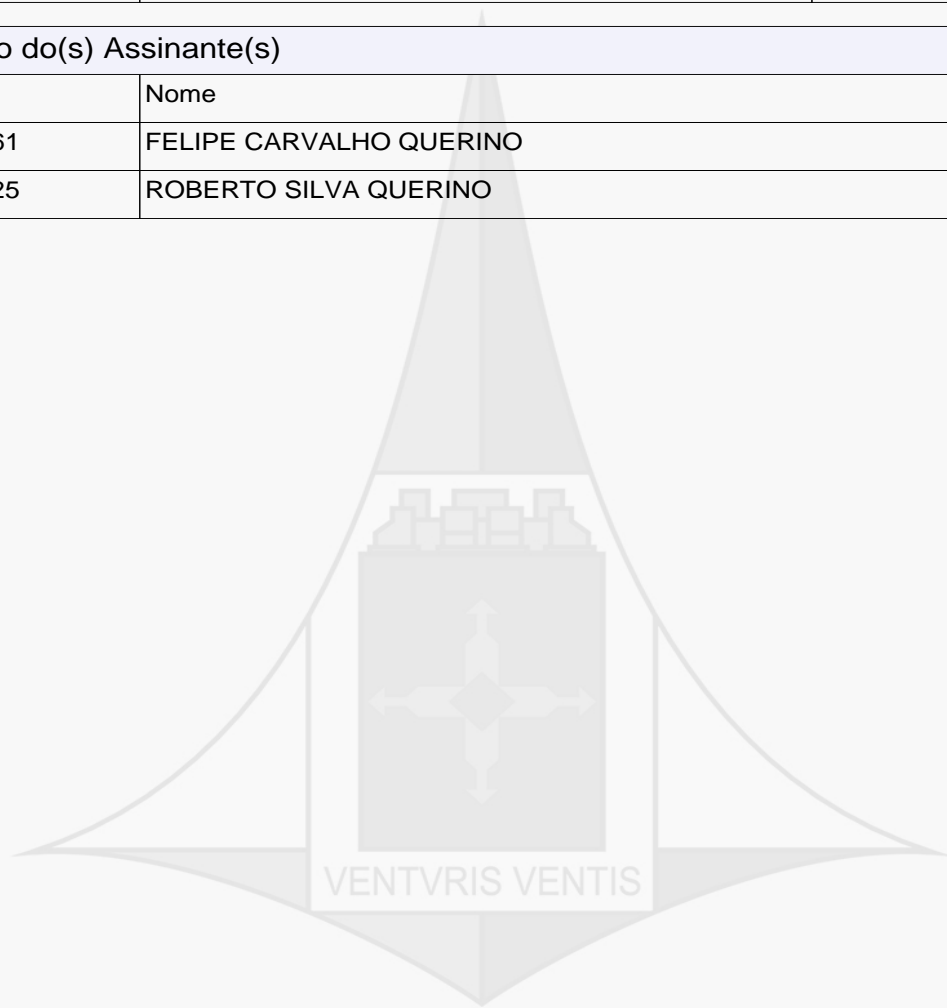 o do(s) Assinante(s)
Nome
61 FELIPE CARVALHO QUERINO
25 ROBERTO SILVA QUERINO
VENTVRIS VENTIS